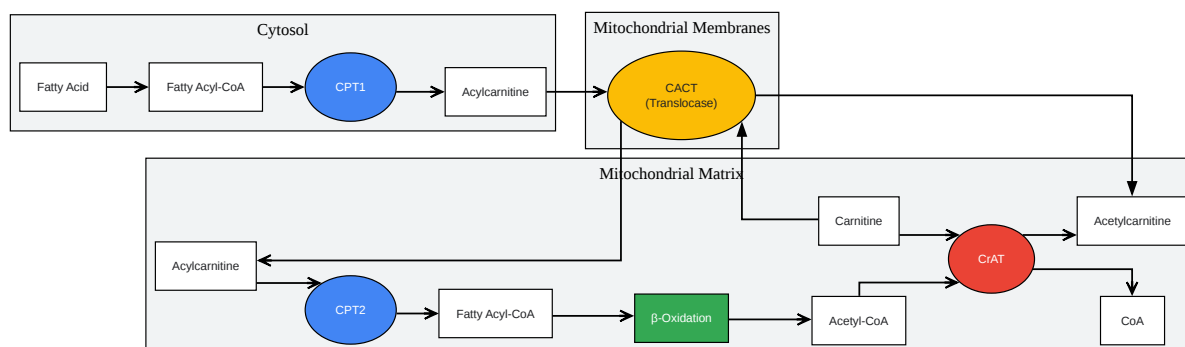 Cytosol
Mitochondrial Membranes
Fatty Acid
Fatty Acyl-CoA
CPT1
Acylcarnitine
CACT
(Translocase)
Mitochondrial Matrix
Carnitine
Acetylcarnitine
Acylcarnitine
CrAT
CPT2
Fatty Acyl-CoA
β-Oxidation
Acetyl-CoA
CoA